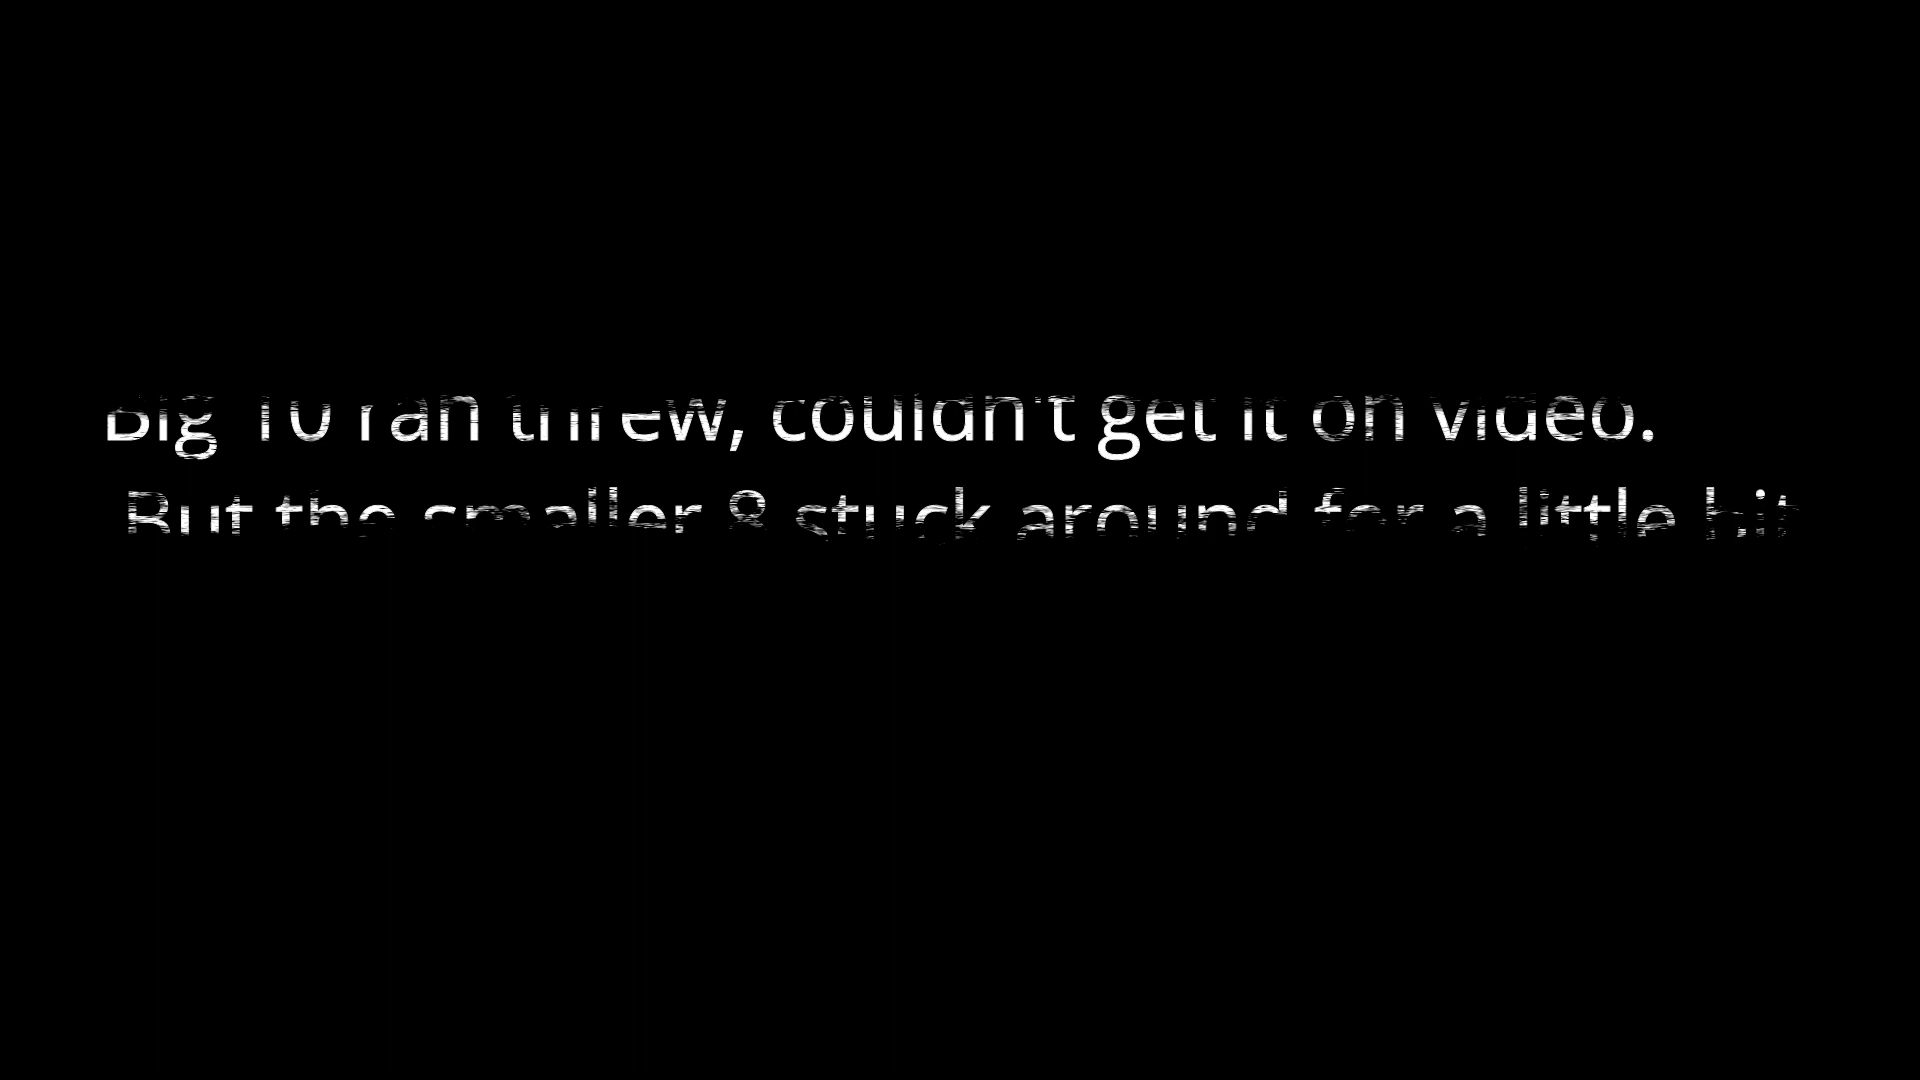 Big 10 ran threw, couldn't get it on video.
But the smaller 8 stuck around for a little bit